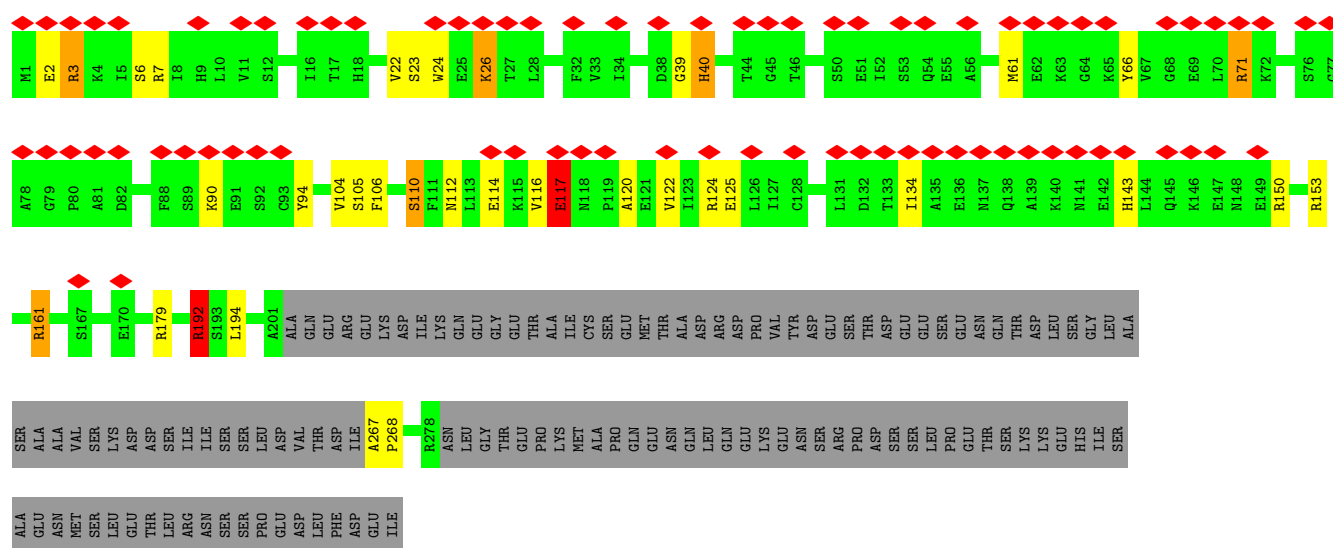 M1 E2 R3 K4 I5 S6 R7 I8 H9 L10 V11 S12 I16 T17 H18 V22 S23 W24 E25 K26 T27 L28 F32 V33 I34 D38 G39 H40 T44 G45 T46 S50 E51 I52 S53 Q54 E55 A56 M61 E62 K63 G64 K65 Y66 V67 G68 E69 L70 R71 K72 S76 G77
A78 G79 P80 A81 D82 F88 S89 K90 E91 S92 C93 Y94 V104 S105 F106 S110 F111 N112 L113 E114 K115 V116 E117 N118 P119 A120 E121 V122 I123 R124 E125 L126 I127 C128 L131 D132 T133 I134 A135 E136 N137 Q138 A139 K140 N141 E142 H143 L144 Q145 K146 E147 N148 E149 R150 R153
R161 S167 E170 R179 R192 S193 L194 A201 ALA GLN GLU ARG GLU LYS ASP ILE LYS GLN GLU GLY GLU THR ALA ILE CYS SER GLU MET THR ALA ASP ARG ASP PRO VAL TYR ASP GLU SER THR ASP GLU GLU SER GLU ASN GLN THR ASP LEU SER GLY LEU ALA
SER ALA ALA VAL SER LYS ASP ASP SER ILE ILE SER SER LEU ASP VAL THR ASP ILE A267 P268 R278 ASN LEU GLY THR GLU PRO LYS MET ALA PRO GLN GLU ASN GLN LEU GLN GLU LYS GLU ASN SER ARG PRO ASP SER SER LEU PRO GLU THR SER LYS LYS GLU HIS ILE SER
ALA GLU ASN MET SER LEU GLU THR LEU ARG ASN SER SER PRO GLU ASP LEU PHE ASP GLU ILE